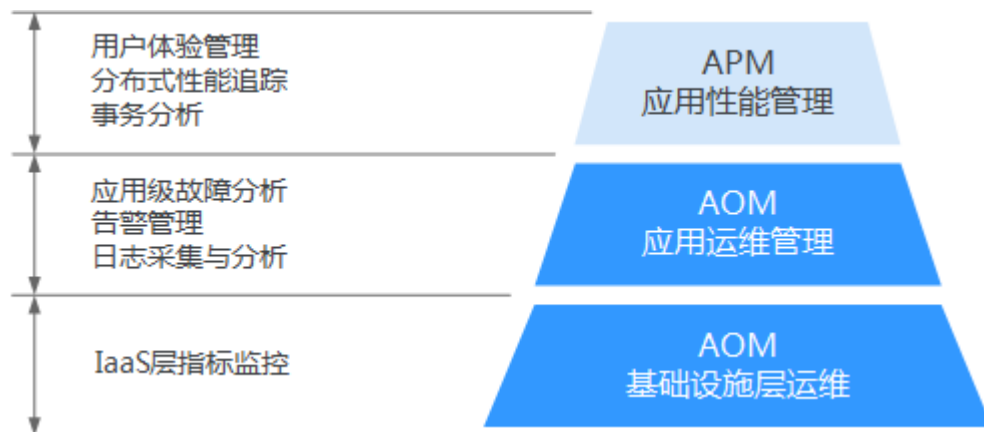 用户体验管理
分布式性能追踪
事务分析
APM
应用性能管理
应用级故障分析
告警管理
日志采集与分析
AOM
应用运维管理
IaaS层指标监控
AOM
基础设施层运维